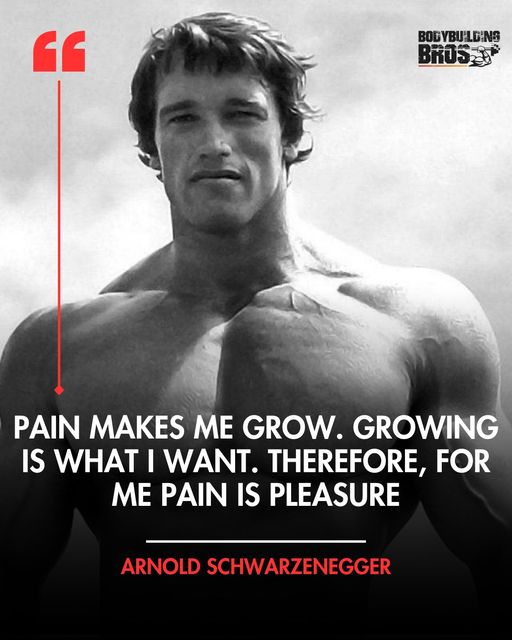 BODYBUILDING
BROS
PAIN MAKES ME GROW. GROWING
IS WHAT I WANT. THEREFORE, FOR
ME PAIN IS PLEASURE
ARNOLD SCHWARZENEGGER